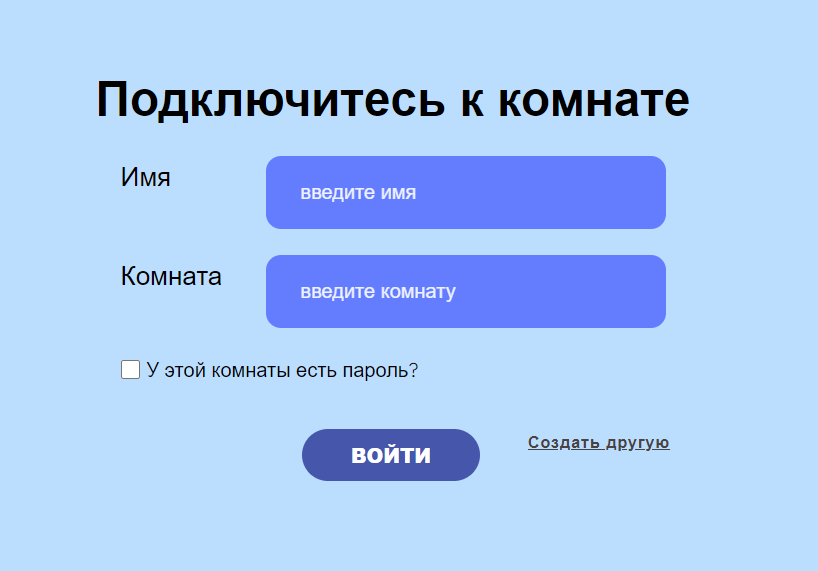 Подключитесь к комнате
Имя
введите имя
Комната
введите комнату
У этой комнаты есть пароль?
ВОЙТИ
Создать другую